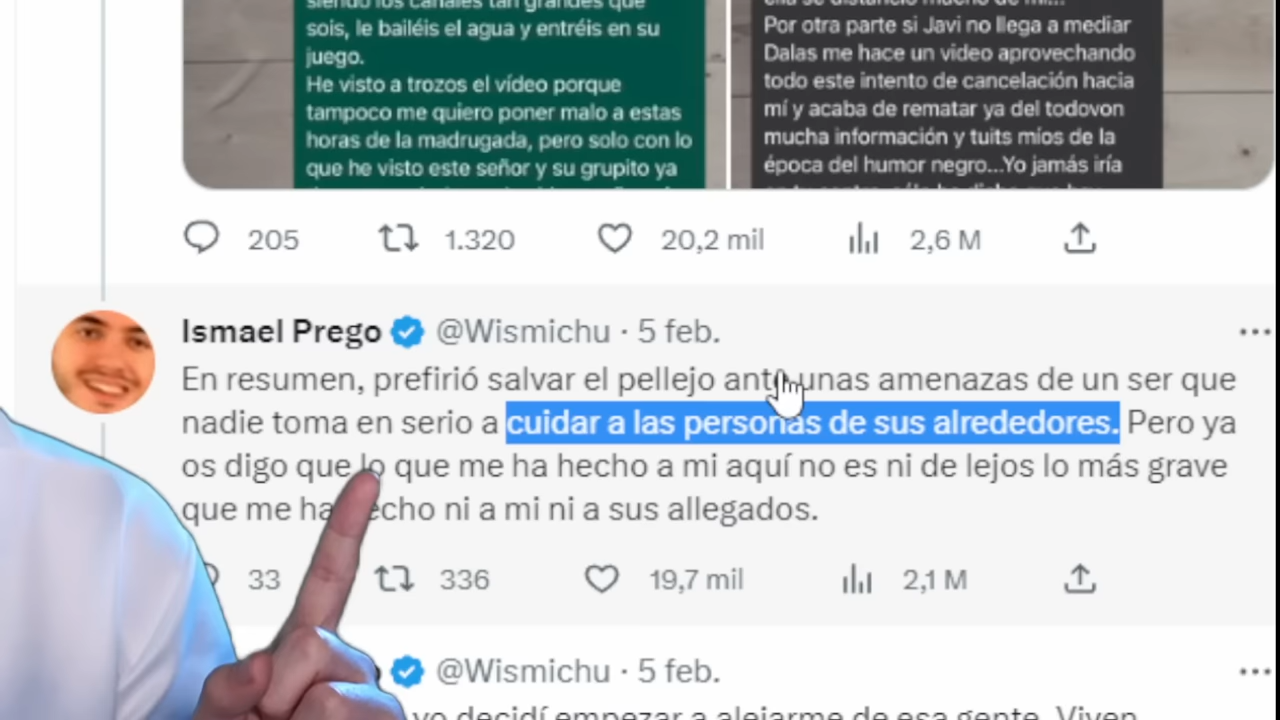 siendo los canales tan grandes que
sois, le bailéis el agua y entréis en su
juego.
He visto a trozos el vídeo porque
tampoco me quiero poner malo a estas
horas de la madrugada, pero solo con lo
que he visto este señor y su grupito ya
Por otra parte si Javi no llega a mediar
Dalas me hace un video aprovechando
todo este intento de cancelación hacia
mí y acaba de rematar ya del todovon
mucha información y tuits míos de la
época del humor negro...Yo jamás iría
205 1.320 20,2 mil 2,6 M
Ismael Prego @Wismichu · 5 feb.
En resumen, prefirió salvar el pellejo ante unas amenazas de un ser que
nadie toma en serio a cuidar a las personas de sus alrededores. Pero ya
os digo que lo que me ha hecho a mi aquí no es ni de lejos lo más grave
que me ha hecho ni a mi ni a sus allegados.
33 336 19,7 mil 2,1 M
@Wismichu · 5 feb.
yo decidí empezar a alejarme de esa gente. Viven